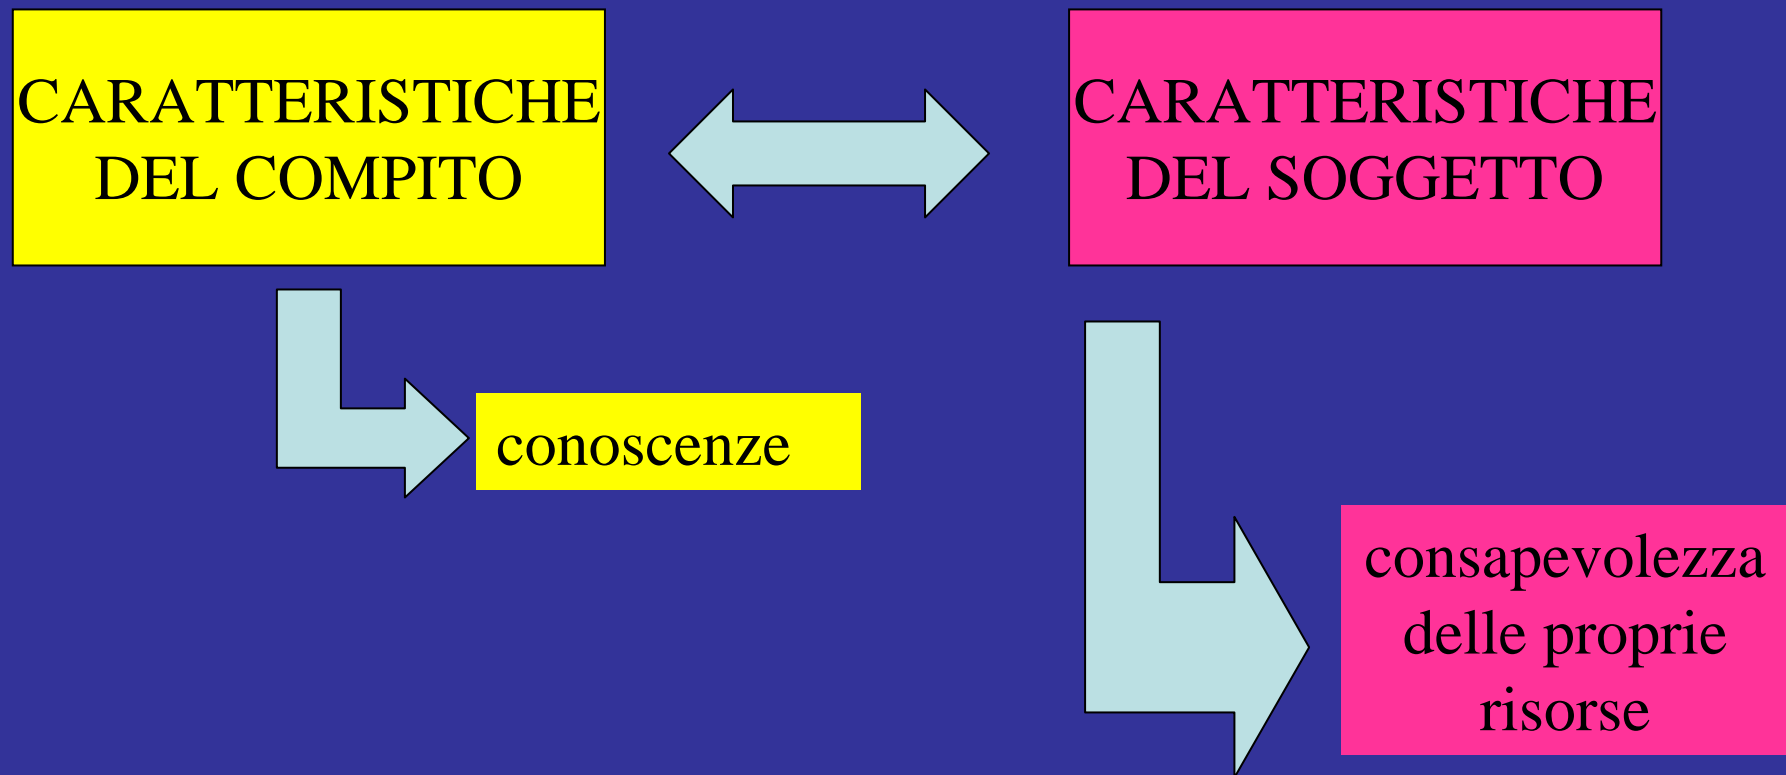 CARATTERISTICHE
DEL COMPITO
CARATTERISTICHE
DEL SOGGETTO
conoscenze
consapevolezza
delle proprie
risorse